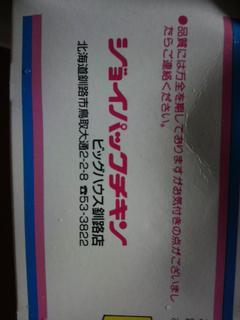 ●品質には万全を期しておりますがお気付きの点がございまし
たらご連絡ください。
ジョイパックチキン
ビッグハウス釧路店
北海道釧路市鳥取大通2-2-8 ☎53-3822